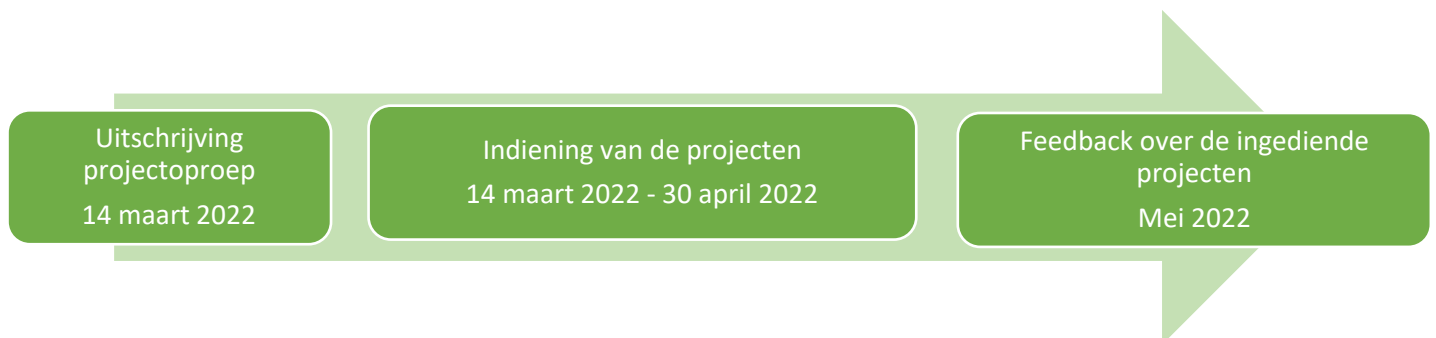 Uitschrijving
projectoproep
14 maart 2022
Indiening van de projecten
14 maart 2022 - 30 april 2022
Feedback over de ingediende
projecten
Mei 2022